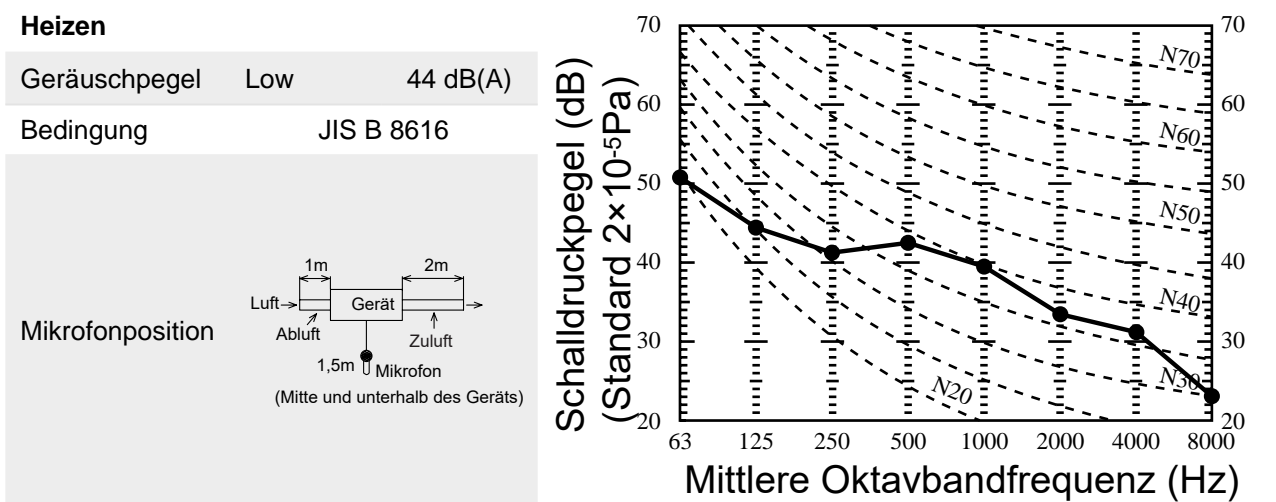 Heizen
Geräuschpegel Low 44 dB(A)
Bedingung JIS B 8616
Mikrofonposition
1m 2m
Luft Gerät
Abluft Zuluft
1,5m Mikrofon
(Mitte und unterhalb des Geräts)
Schalldruckpegel (dB)
(Standard 2×10⁻⁵Pa)
70 70
N70
60 60
N60
50 50
N50
40 40
N40
30 30
N30
N20
20 20
63 125 250 500 1000 2000 4000 8000
Mittlere Oktavbandfrequenz (Hz)